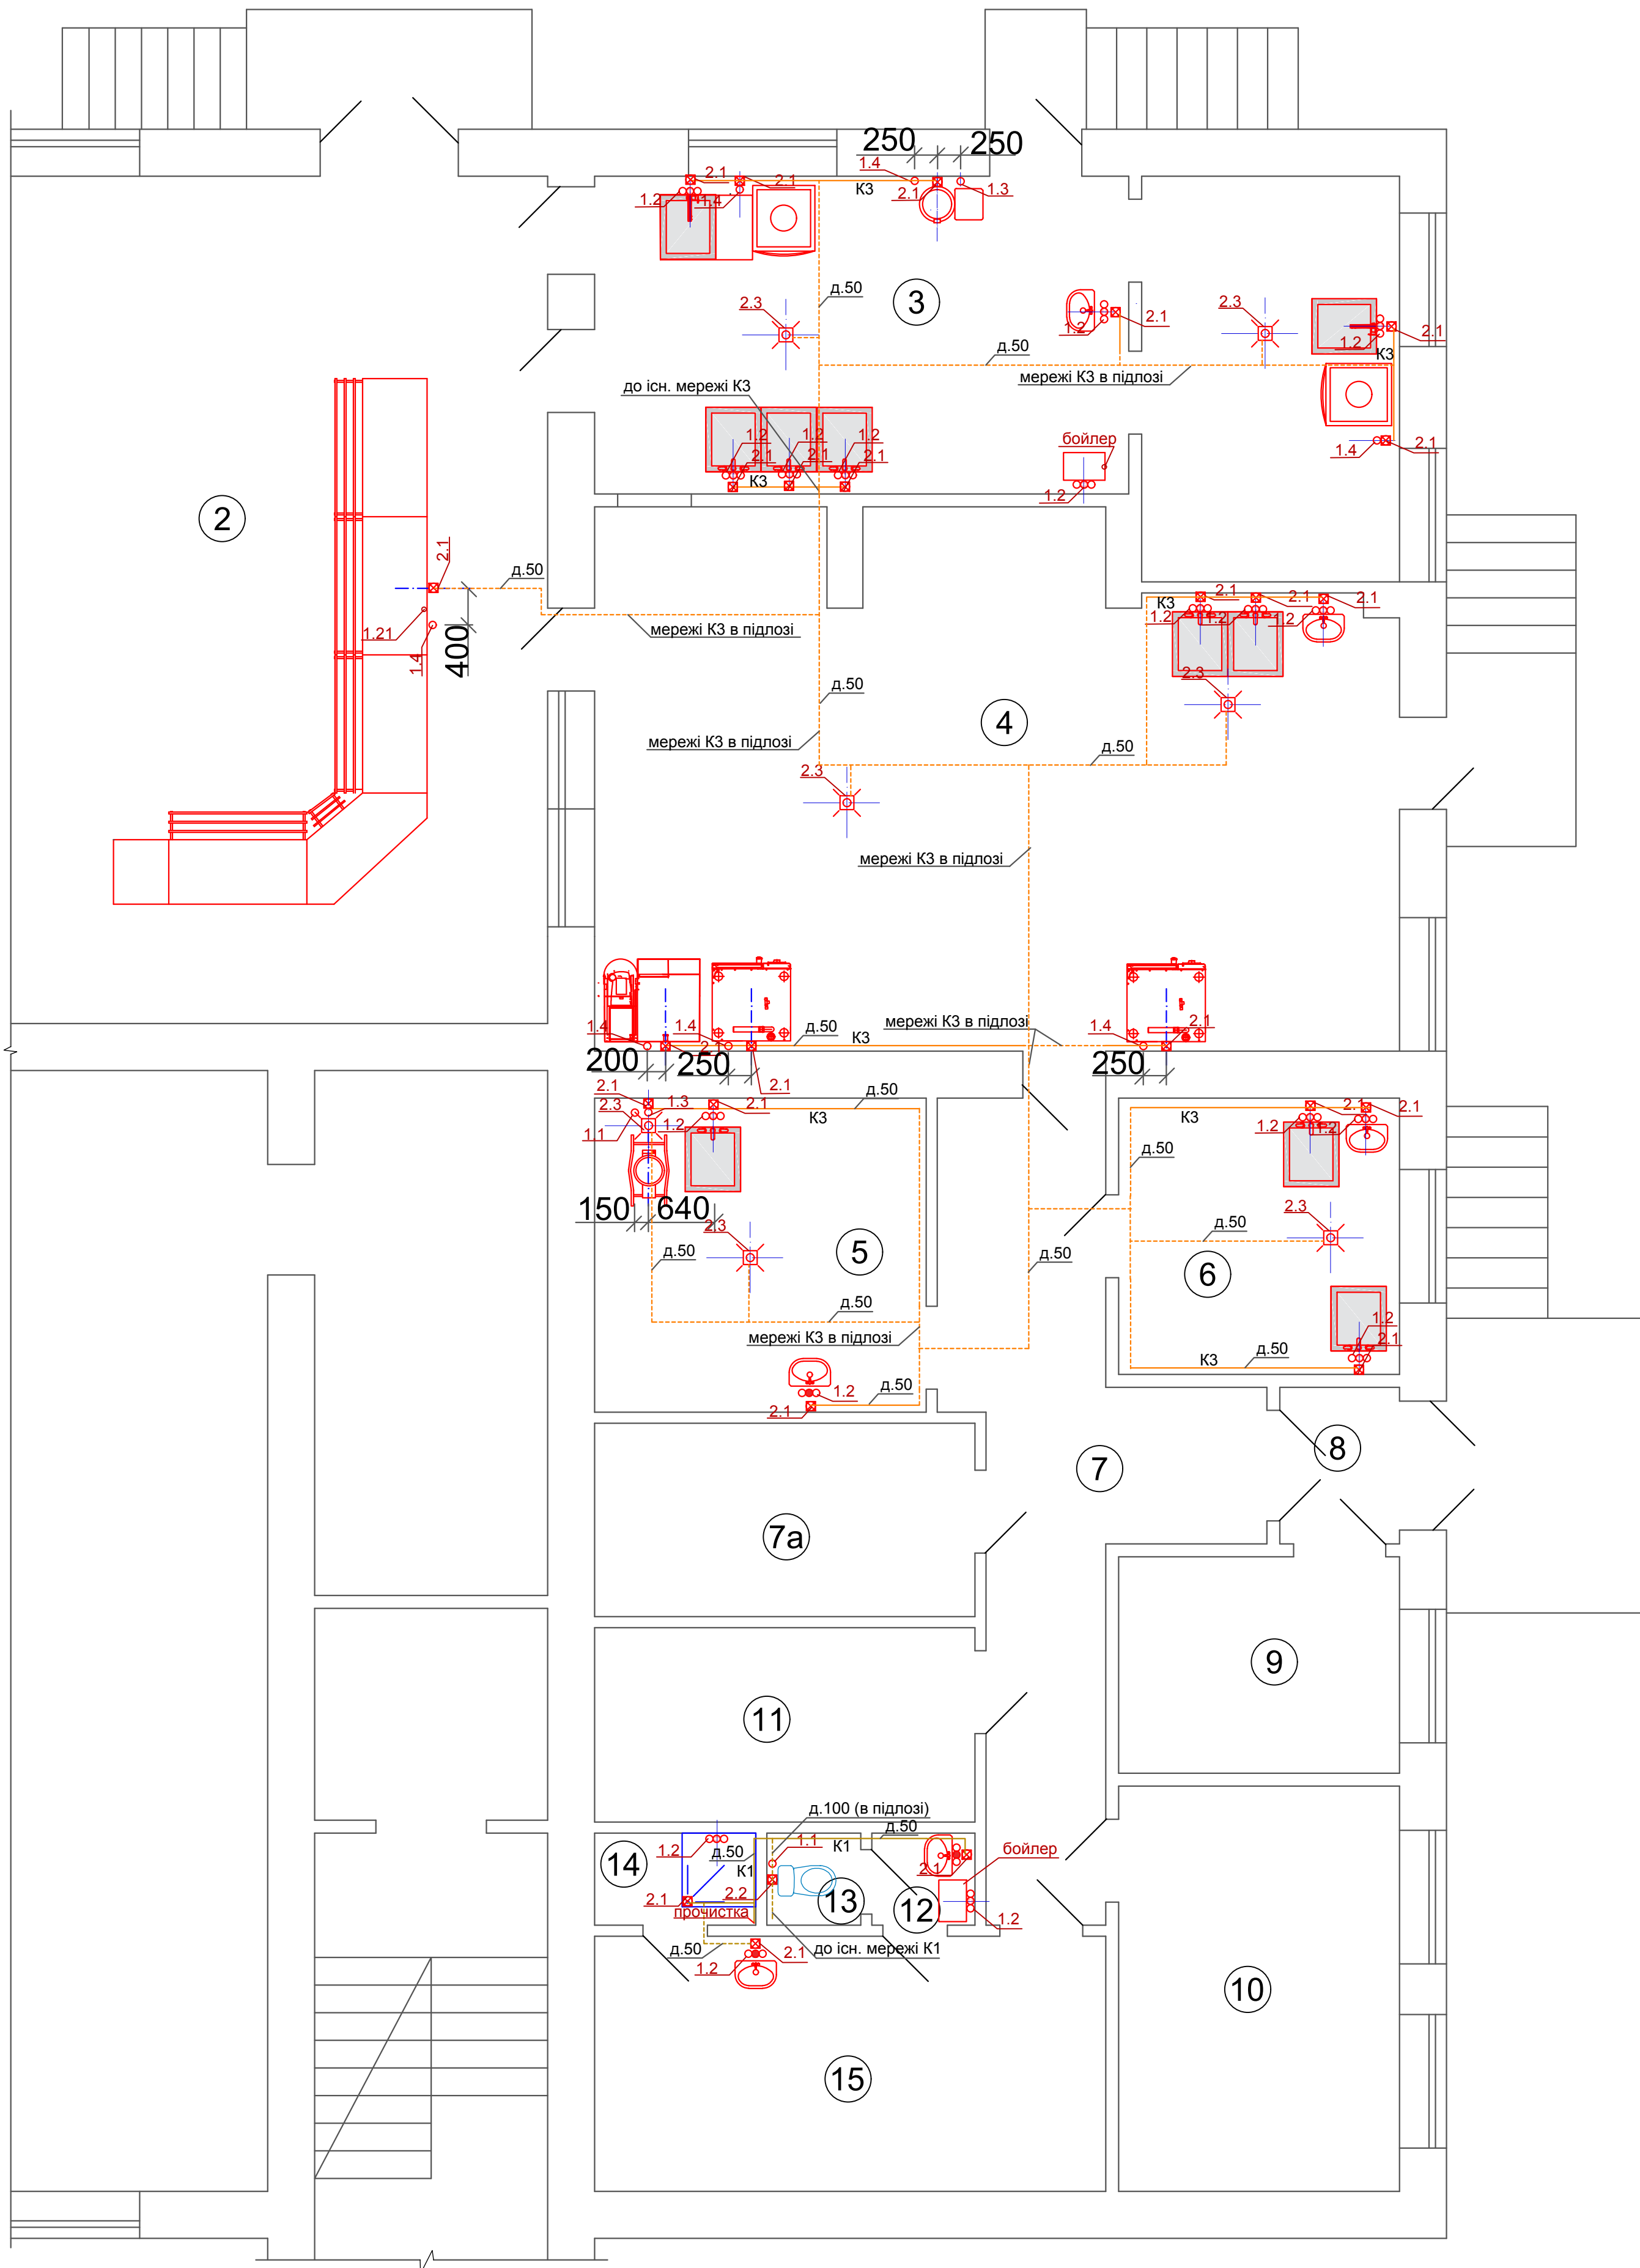 250
250
1.4
2.1
2.1
К3
2.1
1.3
1.2
1.4
д.50
3
2.3
2.3
1.2
2.1
2.1
1.2
К3
д.50
мережі К3 в підлозі
до існ. мережі К3
1.2
1.2
1.2
2.1
2.1
2.1
К3
бойлер
1.2
1.4
2.1
2
2.1
д.50
1.21
1.4
400
мережі К3 в підлозі
К3
2.1
2.1
2.1
1.2
1.2
1.2
2.3
д.50
4
мережі К3 в підлозі
д.50
2.3
мережі К3 в підлозі
1.4
2.1
1.4
д.50
К3
мережі К3 в підлозі
1.4
2.1
200
250
2.1
250
2.1
2.3
1.3
1.1
1.2
2.1
д.50
К3
К3
2.1
2.1
1.2
1.2
д.50
150
640
2.3
д.50
5
д.50
д.50
2.3
6
д.50
мережі К3 в підлозі
1.2
2.1
К3
д.50
1.2
2.1
д.50
7
8
7а
9
11
д.100 (в підлозі)
д.50
1.1
К1
1.2
д.50
К1
14
2.1
2.2
прочистка
13
12
2.1
бойлер
1.2
д.50
2.1
1.2
до існ. мережі К1
10
15